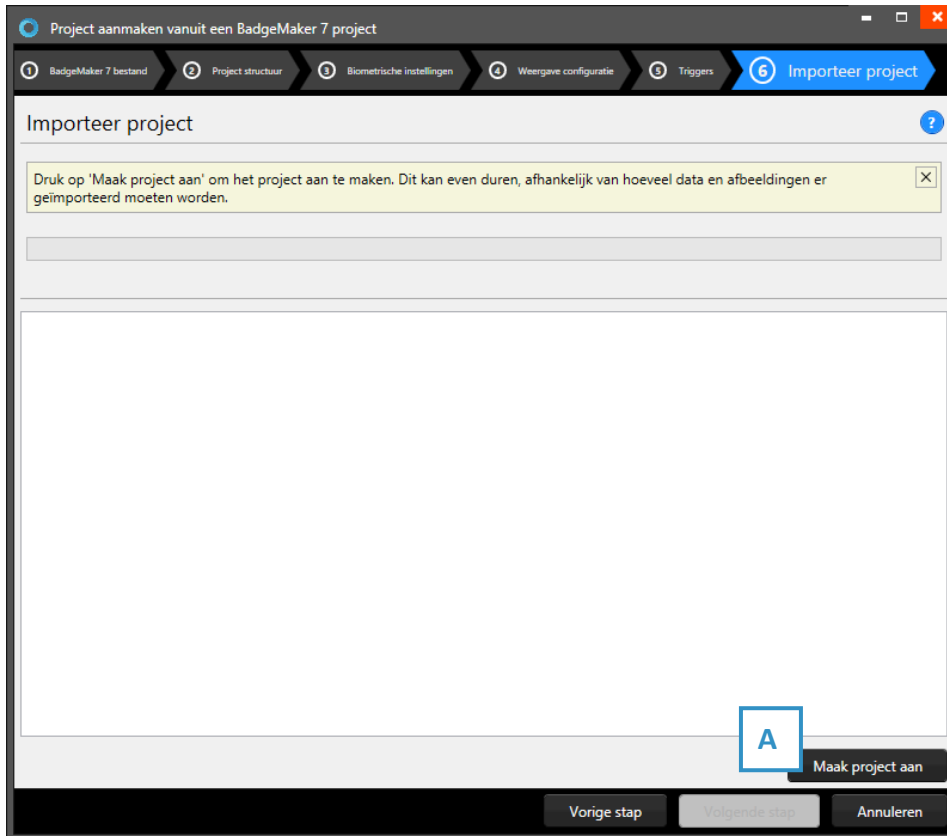 Project aanmaken vanuit een BadgeMaker 7 project
1 BadgeMaker 7 bestand 2 Project structuur 3 Biometrische instellingen 4 Weergave configuratie 5 Triggers 6 Importeer project
Importeer project ?
Druk op 'Maak project aan' om het project aan te maken. Dit kan even duren, afhankelijk van hoeveel data en afbeeldingen er
geïmporteerd moeten worden.
A
Maak project aan
Vorige stap Volgende stap Annuleren